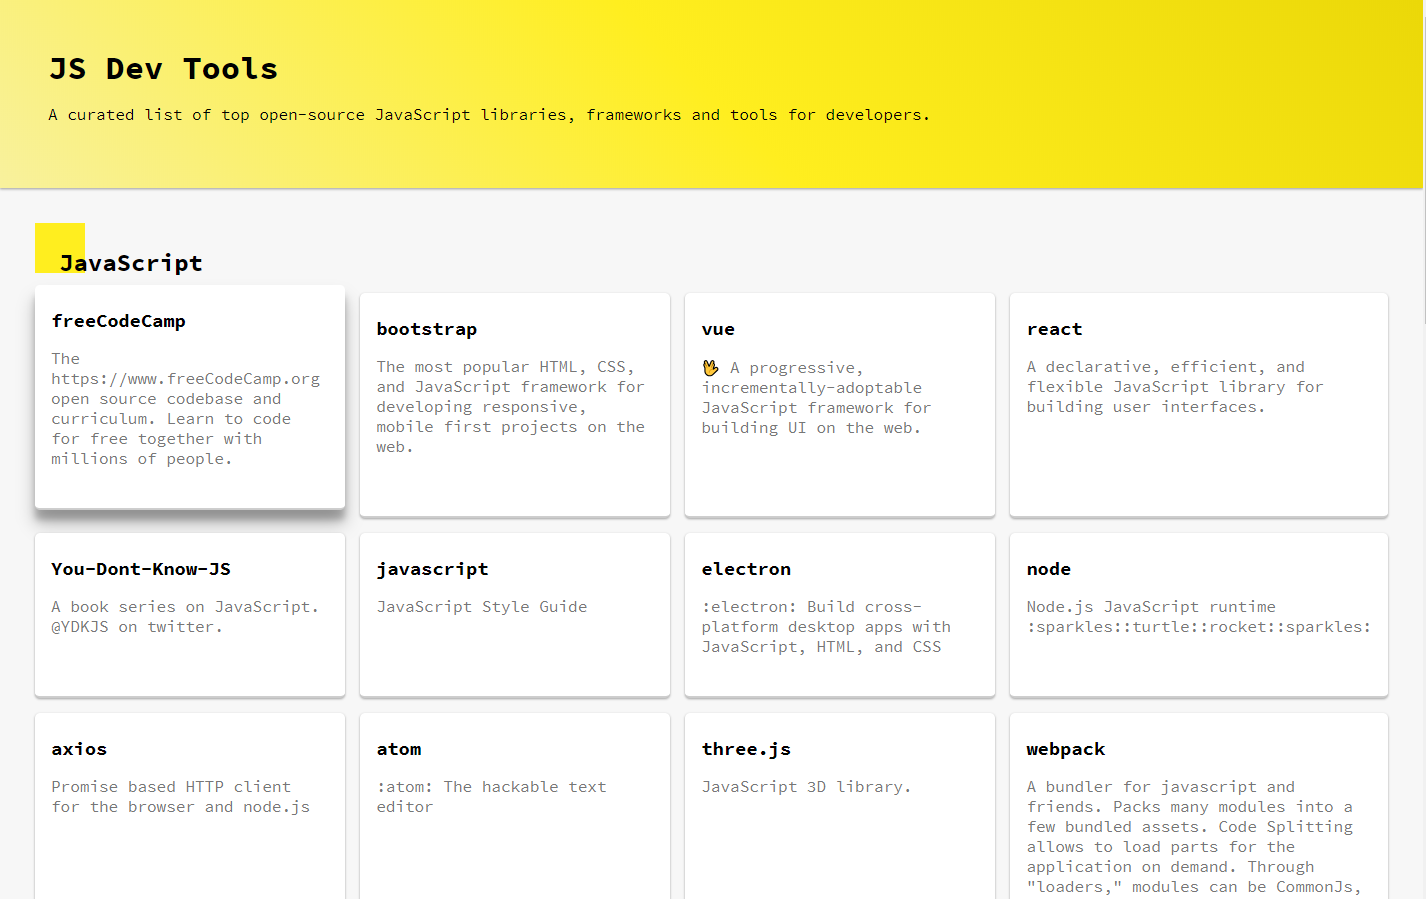 JS Dev Tools
A curated list of top open-source JavaScript libraries, frameworks and tools for developers.
JavaScript
freeCodeCamp
The
https://www.freeCodeCamp.org
open source codebase and
curriculum. Learn to code
for free together with
millions of people.
bootstrap
The most popular HTML, CSS,
and JavaScript framework for
developing responsive,
mobile first projects on the
web.
vue
🖖 A progressive,
incrementally-adoptable
JavaScript framework for
building UI on the web.
react
A declarative, efficient, and
flexible JavaScript library for
building user interfaces.
You-Dont-Know-JS
A book series on JavaScript.
@YDKJS on twitter.
javascript
JavaScript Style Guide
electron
:electron: Build cross-
platform desktop apps with
JavaScript, HTML, and CSS
node
Node.js JavaScript runtime
:sparkles::turtle::rocket::sparkles:
axios
Promise based HTTP client
for the browser and node.js
atom
:atom: The hackable text
editor
three.js
JavaScript 3D library.
webpack
A bundler for javascript and
friends. Packs many modules into a
few bundled assets. Code Splitting
allows to load parts for the
application on demand. Through
"loaders," modules can be CommonJs,